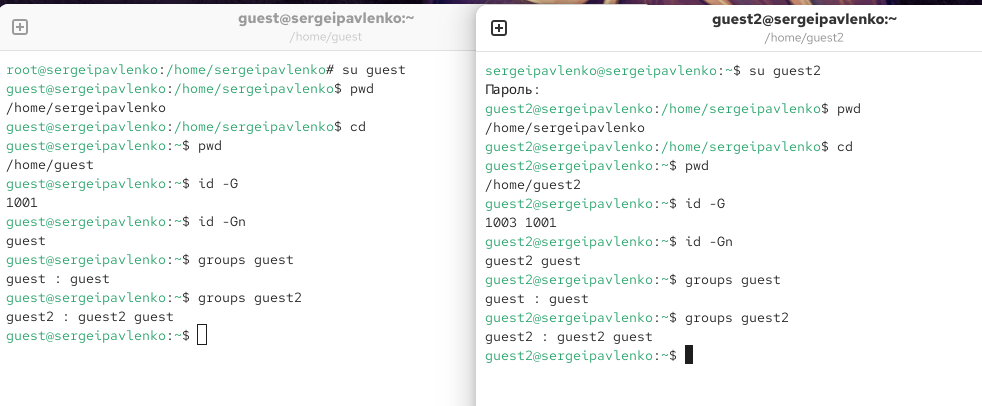 guest@sergeipavlenko:~
/home/guest
root@sergeipavlenko:/home/sergeipavlenko# su guest
guest@sergeipavlenko:/home/sergeipavlenko$ pwd
/home/sergeipavlenko
guest@sergeipavlenko:/home/sergeipavlenko$ cd
guest@sergeipavlenko:~$ pwd
/home/guest
guest@sergeipavlenko:~$ id -G
1001
guest@sergeipavlenko:~$ id -Gn
guest
guest@sergeipavlenko:~$ groups guest
guest : guest
guest@sergeipavlenko:~$ groups guest2
guest2 : guest2 guest
guest@sergeipavlenko:~$
guest2@sergeipavlenko:~
/home/guest2
sergeipavlenko@sergeipavlenko:~$ su guest2
Пароль:
guest2@sergeipavlenko:/home/sergeipavlenko$ pwd
/home/sergeipavlenko
guest2@sergeipavlenko:/home/sergeipavlenko$ cd
guest2@sergeipavlenko:~$ pwd
/home/guest2
guest2@sergeipavlenko:~$ id -G
1003 1001
guest2@sergeipavlenko:~$ id -Gn
guest2 guest
guest2@sergeipavlenko:~$ groups guest
guest : guest
guest2@sergeipavlenko:~$ groups guest2
guest2 : guest2 guest
guest2@sergeipavlenko:~$